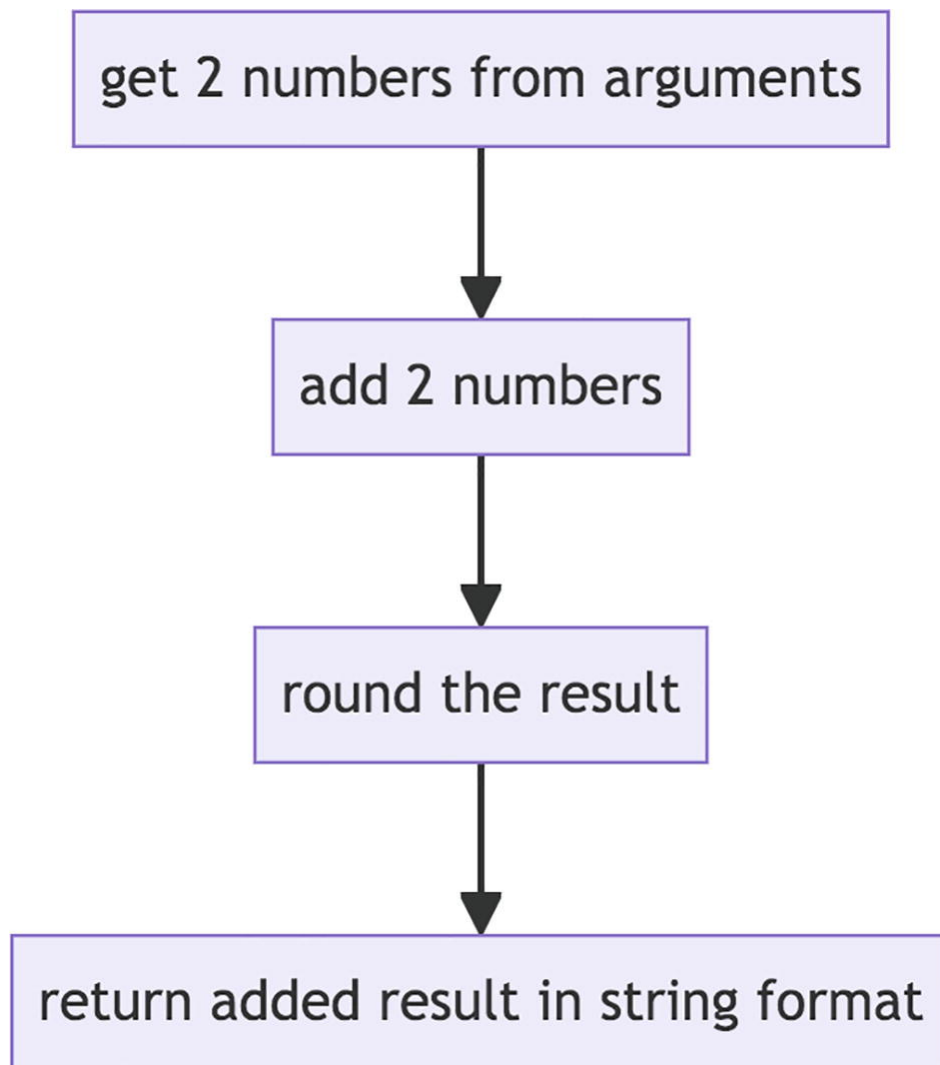 get 2 numbers from arguments
add 2 numbers
round the result
return added result in string format